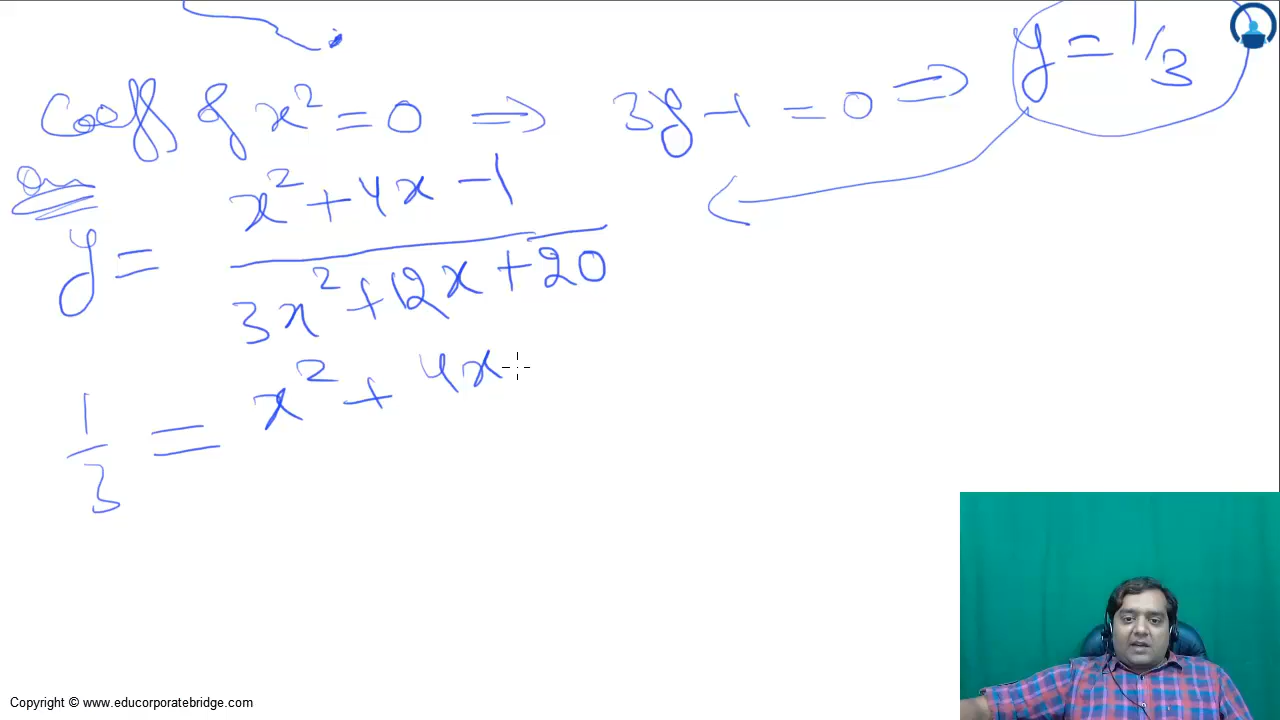 y = 1/3
Coeff of x² = 0 ⇒ 3y - 1 = 0 ⇒
y = x² + 4x - 1 / 3x² + 12x + 20
1/3 = x² + 4x
Copyright © www.educorporatebridge.com